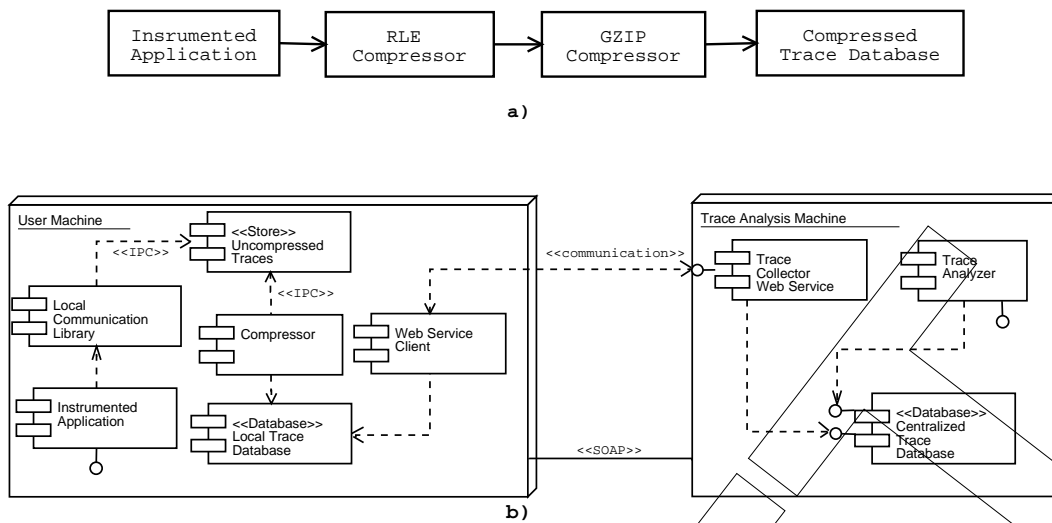 Insrumented
Application
RLE
Compressor
GZIP
Compressor
Compressed
Trace Database
a)
User Machine
<<Store>>
Uncompressed
Traces
<<IPC>>
<<IPC>>
Local
Communication
Library
Compressor
Web Service
Client
Instrumented
Application
<<Database>>
Local Trace
Database
<<communication>>
<<SOAP>>
Trace Analysis Machine
Trace
Collector
Web Service
Trace
Analyzer
<<Database>>
Centralized
Trace
Database
b)